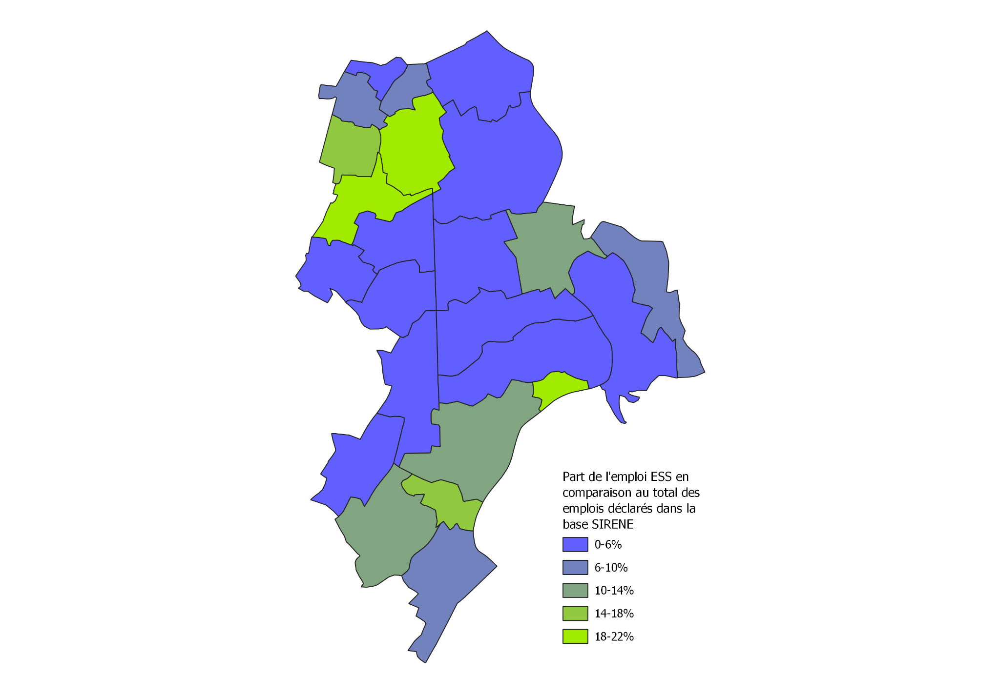 Part de l'emploi ESS en
comparaison au total des
emplois déclarés dans la
base SIRENE
0-6%
6-10%
10-14%
14-18%
18-22%